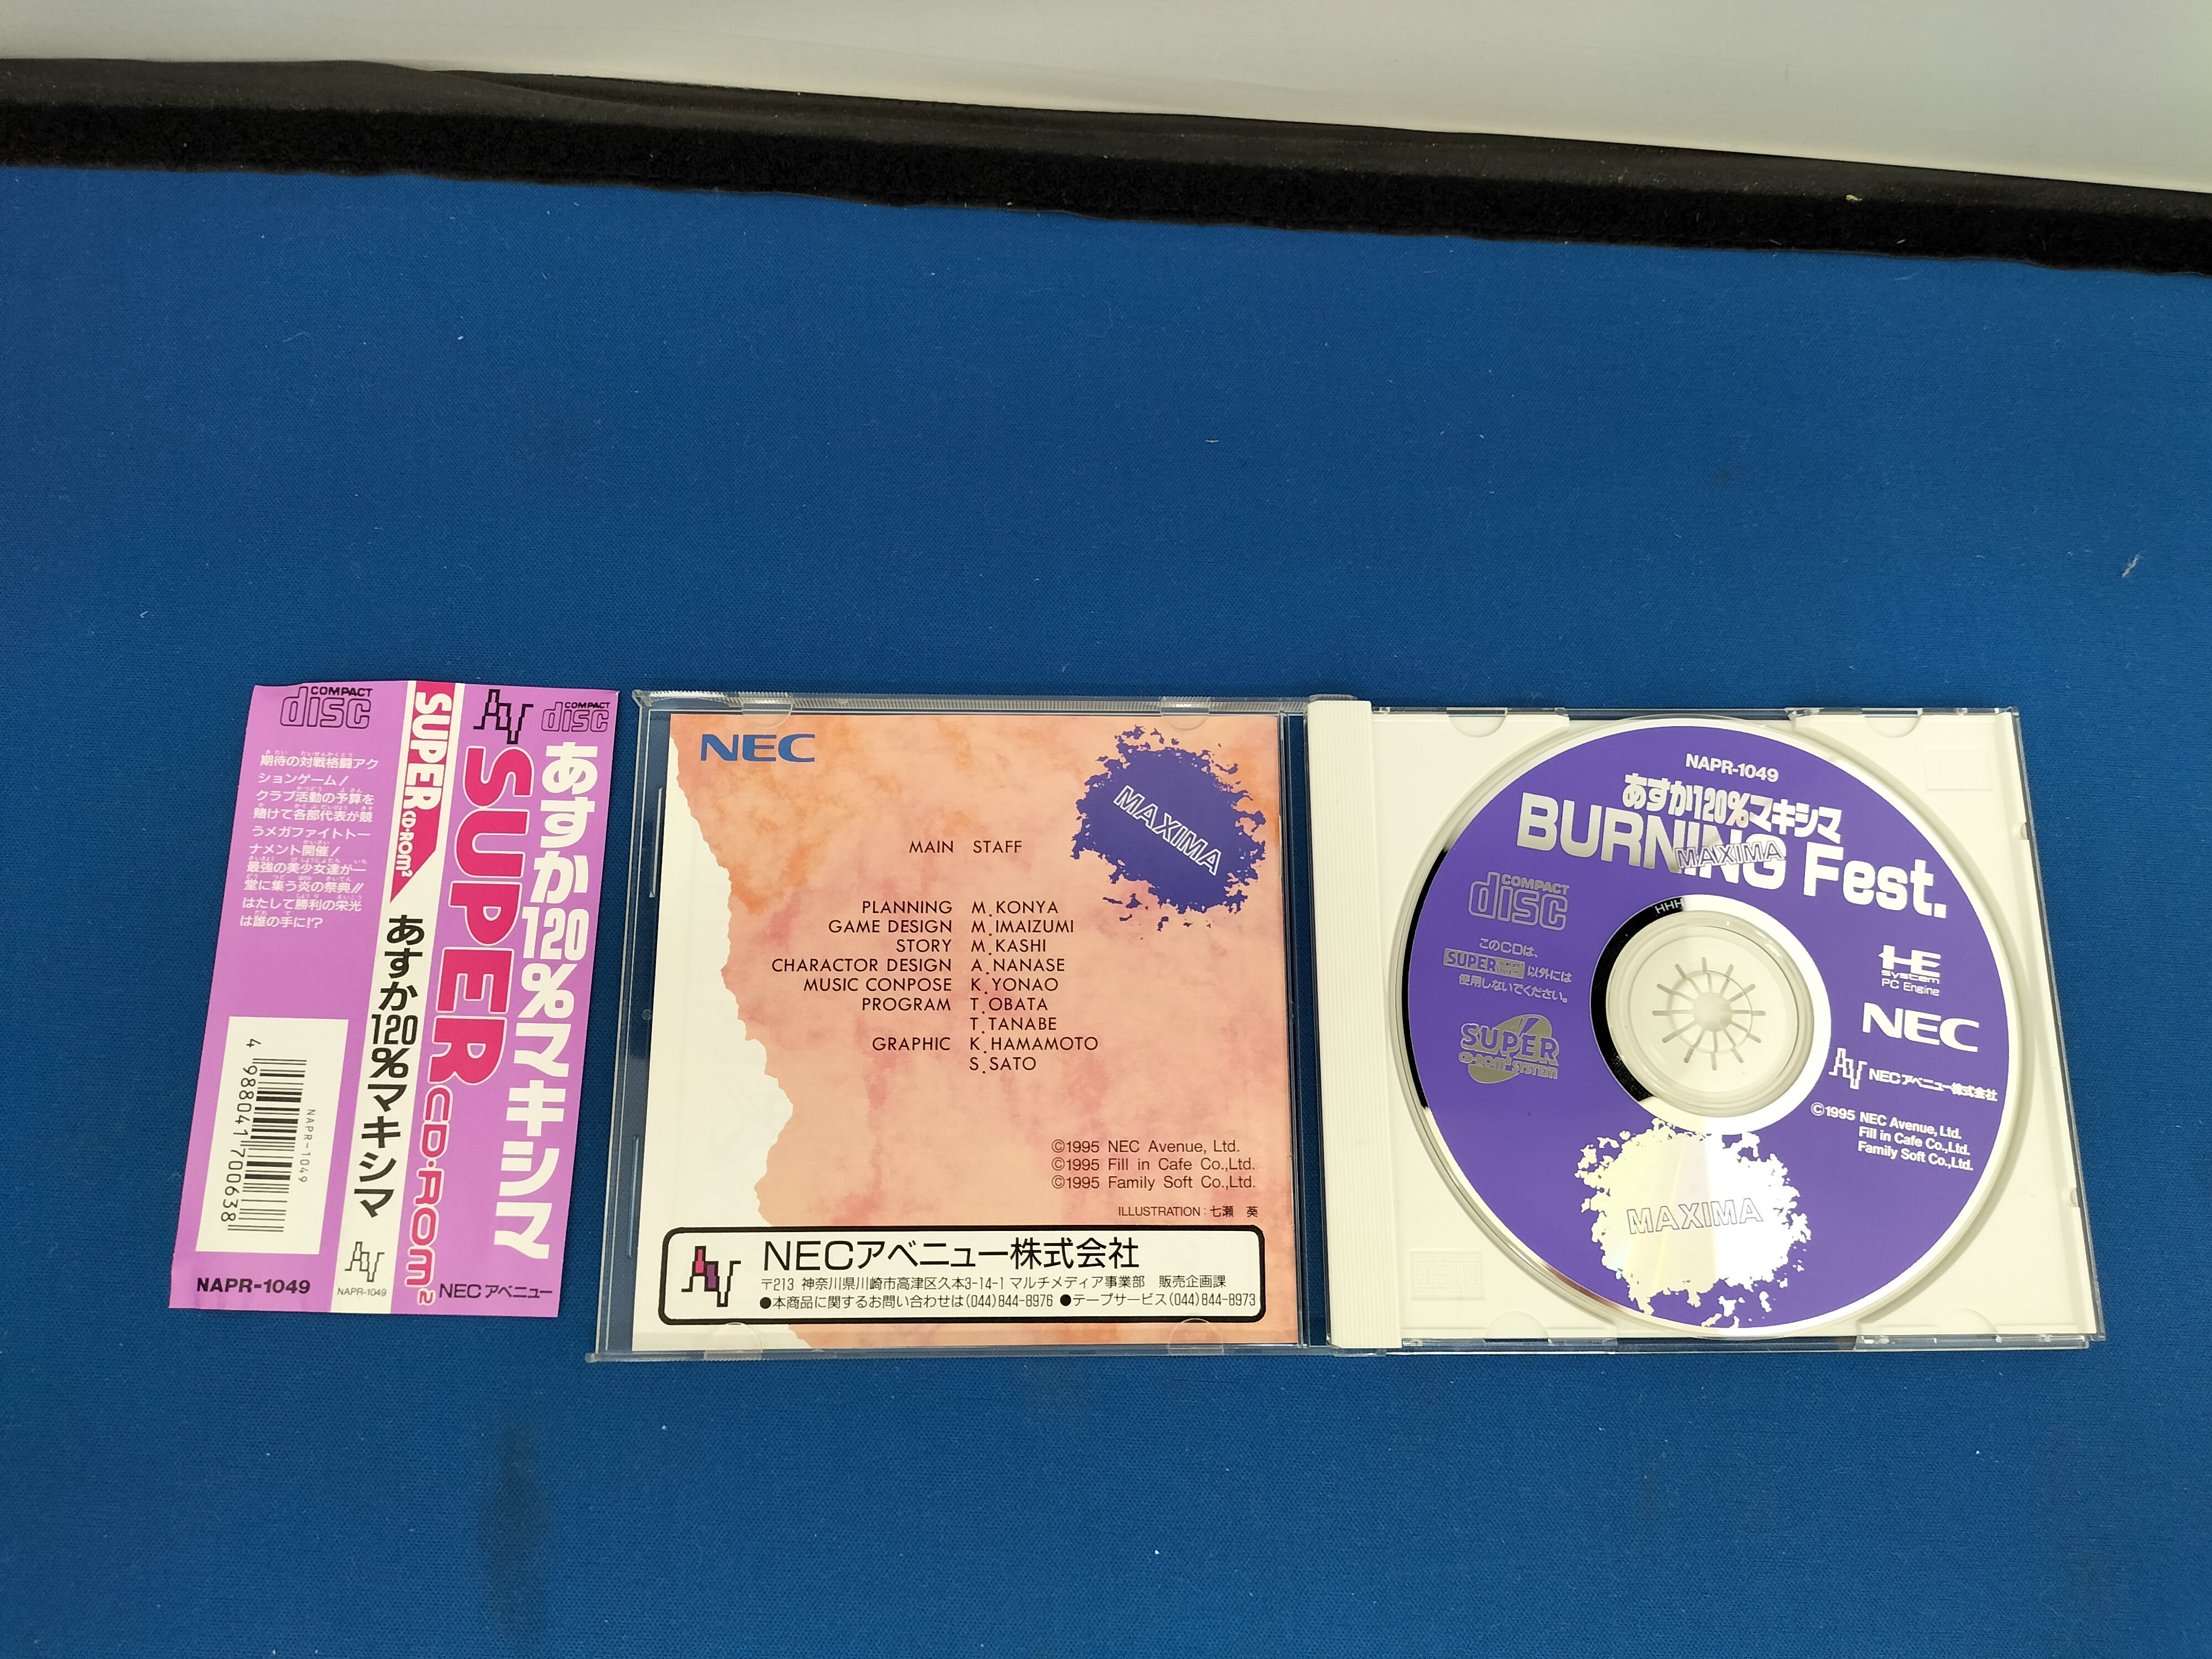 COMPACT
disc
期待の対戦格闘アク
ションゲーム!
クラブ活動の予算を
賭けて各部代表が競
うメガファイトトー
ナメント開催!
最強の美少女達が一
堂に集う炎の祭典!!
はたして勝利の栄光
は誰の手に!?
4 988041 700638
NAPR-1049
NAPR-1049
SUPER CD-ROM²
あすか120%マキシマ
NAPR-1049
COMPACT
disc
SUPER CD-ROM²
あすか120%マキシマ
NECアベニュー
NEC
MAXIMA
MAIN STAFF
PLANNING M.KONYA
GAME DESIGN M.IMAIZUMI
STORY M.KASHI
CHARACTOR DESIGN A.NANASE
MUSIC CONPOSE K.YONAO
PROGRAM T.OBATA
T.TANABE
GRAPHIC K.HAMAMOTO
S.SATO
©1995 NEC Avenue, Ltd.
©1995 Fill in Cafe Co.,Ltd.
©1995 Family Soft Co.,Ltd.
ILLUSTRATION:七瀬 葵
NECアベニュー株式会社
〒213 神奈川県川崎市高津区久本3-14-1 マルチメディア事業部 販売企画課
●本商品に関するお問い合わせは(044)844-8976 ●テープサービス(044)844-8973
NAPR-1049
あすか120%マキシマ
BURNING Fest.
MAXIMA
COMPACT
disc
このCDは、
SUPER 以外には
使用しないでください。
SUPER
CD-ROM² SYSTEM
HE
System
PC Engine
NEC
NECアベニュー株式会社
©1995 NEC Avenue, Ltd.
Fill in Cafe Co.,Ltd.
Family Soft Co.,Ltd.
MAXIMA